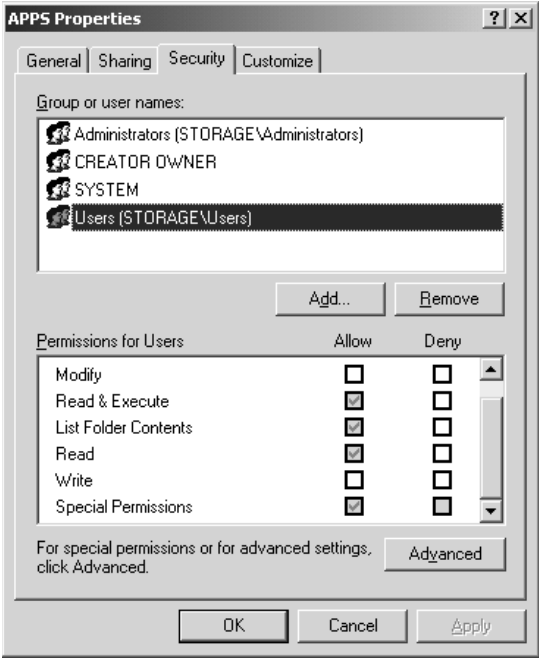 APPS Properties
General Sharing Security Customize
Group or user names:
Administrators (STORAGE\Administrators)
CREATOR OWNER
SYSTEM
Users (STORAGE\Users)
Add... Remove
Permissions for Users Allow Deny
Modify
Read & Execute
List Folder Contents
Read
Write
Special Permissions
For special permissions or for advanced settings,
click Advanced.
Advanced
OK Cancel Apply